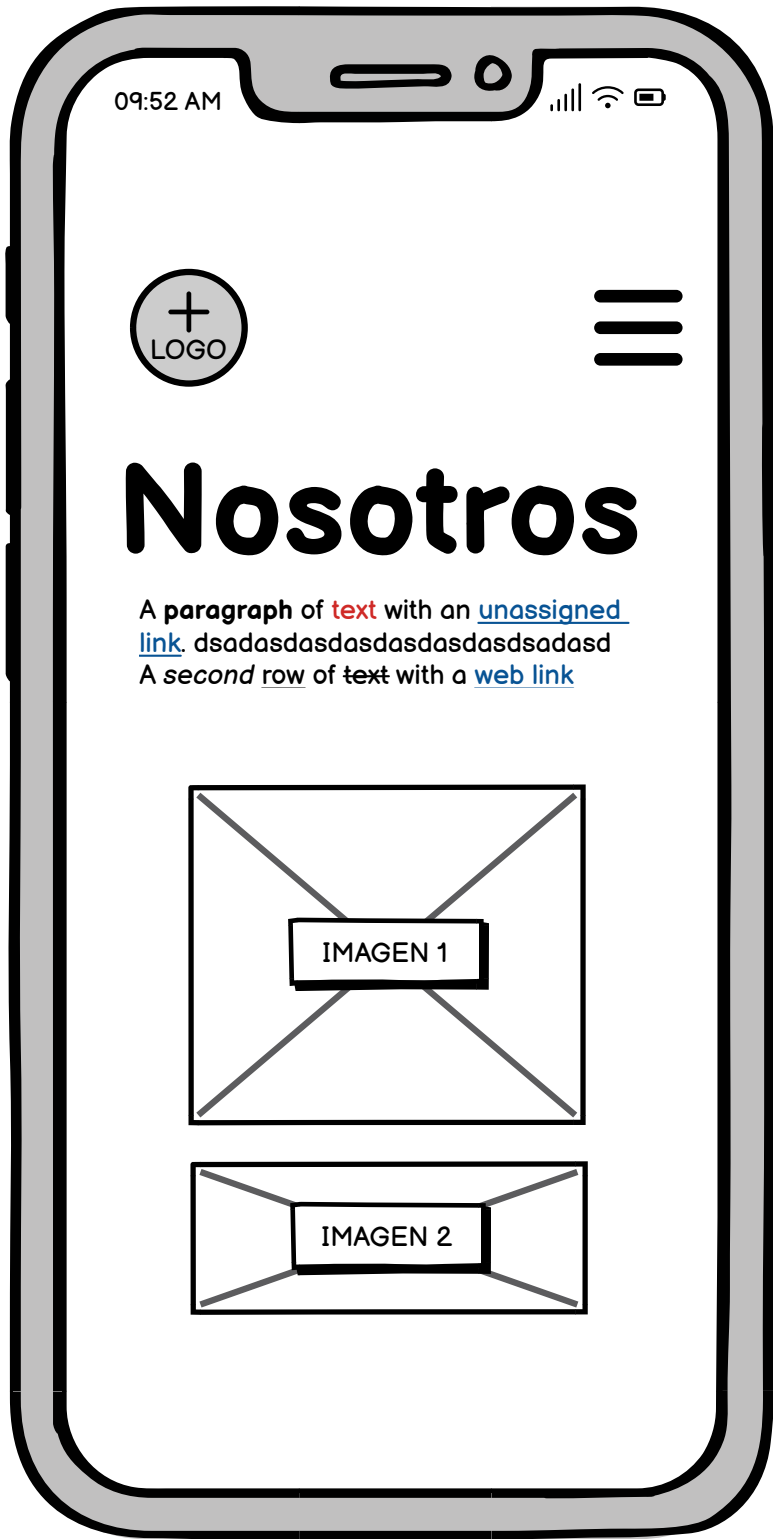 09:52 AM
LOGO
Nosotros
A paragraph of text with an unassigned
link. dsadasdasdasdasdasdasdsadasd
A second row of text with a web link
IMAGEN 1
IMAGEN 2